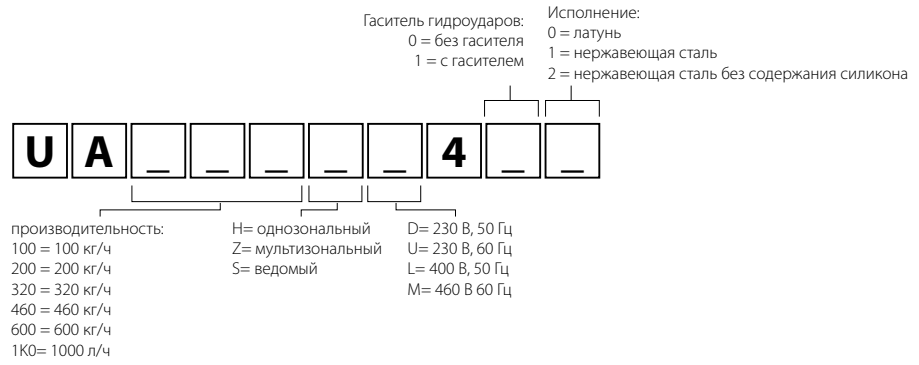 Гаситель гидроударов:
0 = без гасителя
1 = с гасителем
Исполнение:
0 = латунь
1 = нержавеющая сталь
2 = нержавеющая сталь без содержания силикона
U A _ _ _ _ _ 4 _ _
производительность:
100 = 100 кг/ч
200 = 200 кг/ч
320 = 320 кг/ч
460 = 460 кг/ч
600 = 600 кг/ч
1K0= 1000 л/ч
H= однозональный
Z= мультизональный
S= ведомый
D= 230 В, 50 Гц
U= 230 В, 60 Гц
L= 400 В, 50 Гц
M= 460 В 60 Гц